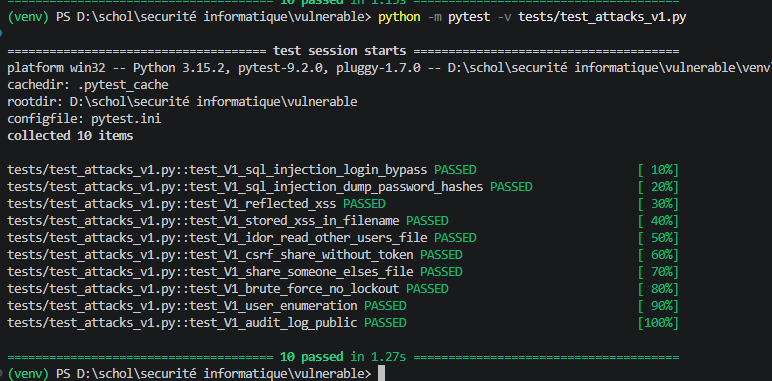 10 passed in 1.15s
(venv) PS D:\schol\securité informatique\vulnerable> python -m pytest -v tests/test_attacks_v1.py
test session starts
platform win32 -- Python 3.15.2, pytest-9.2.0, pluggy-1.7.0 -- D:\schol\securité informatique\vulnerable\venv
cachedir: .pytest_cache
rootdir: D:\schol\securité informatique\vulnerable
configfile: pytest.ini
collected 10 items
tests/test_attacks_v1.py::test_V1_sql_injection_login_bypass PASSED [ 10%]
tests/test_attacks_v1.py::test_V1_sql_injection_dump_password_hashes PASSED [ 20%]
tests/test_attacks_v1.py::test_V1_reflected_xss PASSED [ 30%]
tests/test_attacks_v1.py::test_V1_stored_xss_in_filename PASSED [ 40%]
tests/test_attacks_v1.py::test_V1_idor_read_other_users_file PASSED [ 50%]
tests/test_attacks_v1.py::test_V1_csrf_share_without_token PASSED [ 60%]
tests/test_attacks_v1.py::test_V1_share_someone_elses_file PASSED [ 70%]
tests/test_attacks_v1.py::test_V1_brute_force_no_lockout PASSED [ 80%]
tests/test_attacks_v1.py::test_V1_user_enumeration PASSED [ 90%]
tests/test_attacks_v1.py::test_V1_audit_log_public PASSED [100%]
10 passed in 1.27s
(venv) PS D:\schol\securité informatique\vulnerable>